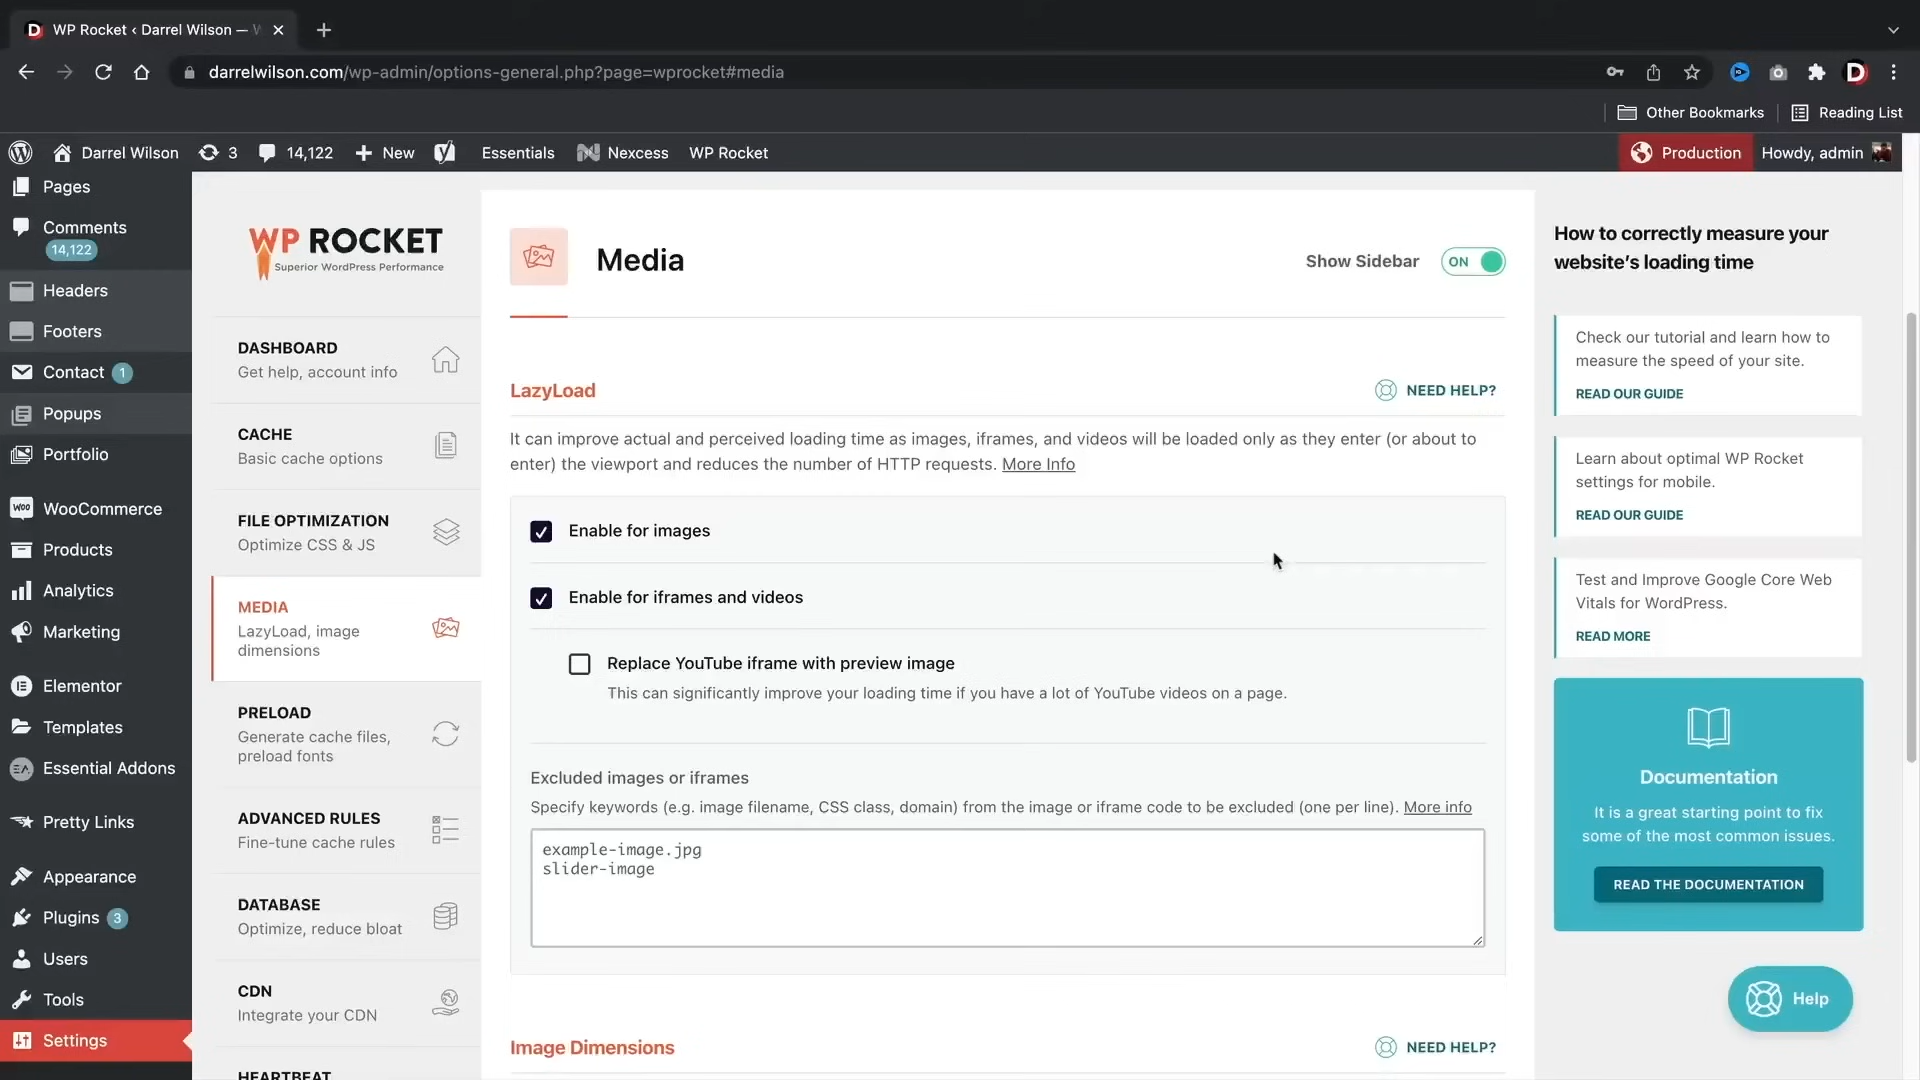 WP Rocket ‹ Darrel Wilson — W
darrelwilson.com/wp-admin/options-general.php?page=wprocket#media
Other Bookmarks
Reading List
Darrel Wilson
3
14,122
New
Essentials
Nexcess
WP Rocket
Production
Howdy, admin
Pages
Comments
14,122
Headers
Footers
Contact 1
Popups
Portfolio
WooCommerce
Products
Analytics
Marketing
Elementor
Templates
Essential Addons
Pretty Links
Appearance
Plugins 3
Users
Tools
Settings
WP ROCKET
Superior WordPress Performance
DASHBOARD
Get help, account info
CACHE
Basic cache options
FILE OPTIMIZATION
Optimize CSS & JS
MEDIA
LazyLoad, image
dimensions
PRELOAD
Generate cache files,
preload fonts
ADVANCED RULES
Fine-tune cache rules
DATABASE
Optimize, reduce bloat
CDN
Integrate your CDN
HEARTBEAT
Media
Show Sidebar
ON
LazyLoad
NEED HELP?
It can improve actual and perceived loading time as images, iframes, and videos will be loaded only as they enter (or about to
enter) the viewport and reduces the number of HTTP requests. More Info
Enable for images
Enable for iframes and videos
Replace YouTube iframe with preview image
This can significantly improve your loading time if you have a lot of YouTube videos on a page.
Excluded images or iframes
Specify keywords (e.g. image filename, CSS class, domain) from the image or iframe code to be excluded (one per line). More info
example-image.jpg
slider-image
Image Dimensions
NEED HELP?
How to correctly measure your
website's loading time
Check our tutorial and learn how to
measure the speed of your site.
READ OUR GUIDE
Learn about optimal WP Rocket
settings for mobile.
READ OUR GUIDE
Test and Improve Google Core Web
Vitals for WordPress.
READ MORE
Documentation
It is a great starting point to fix
some of the most common issues.
READ THE DOCUMENTATION
Help